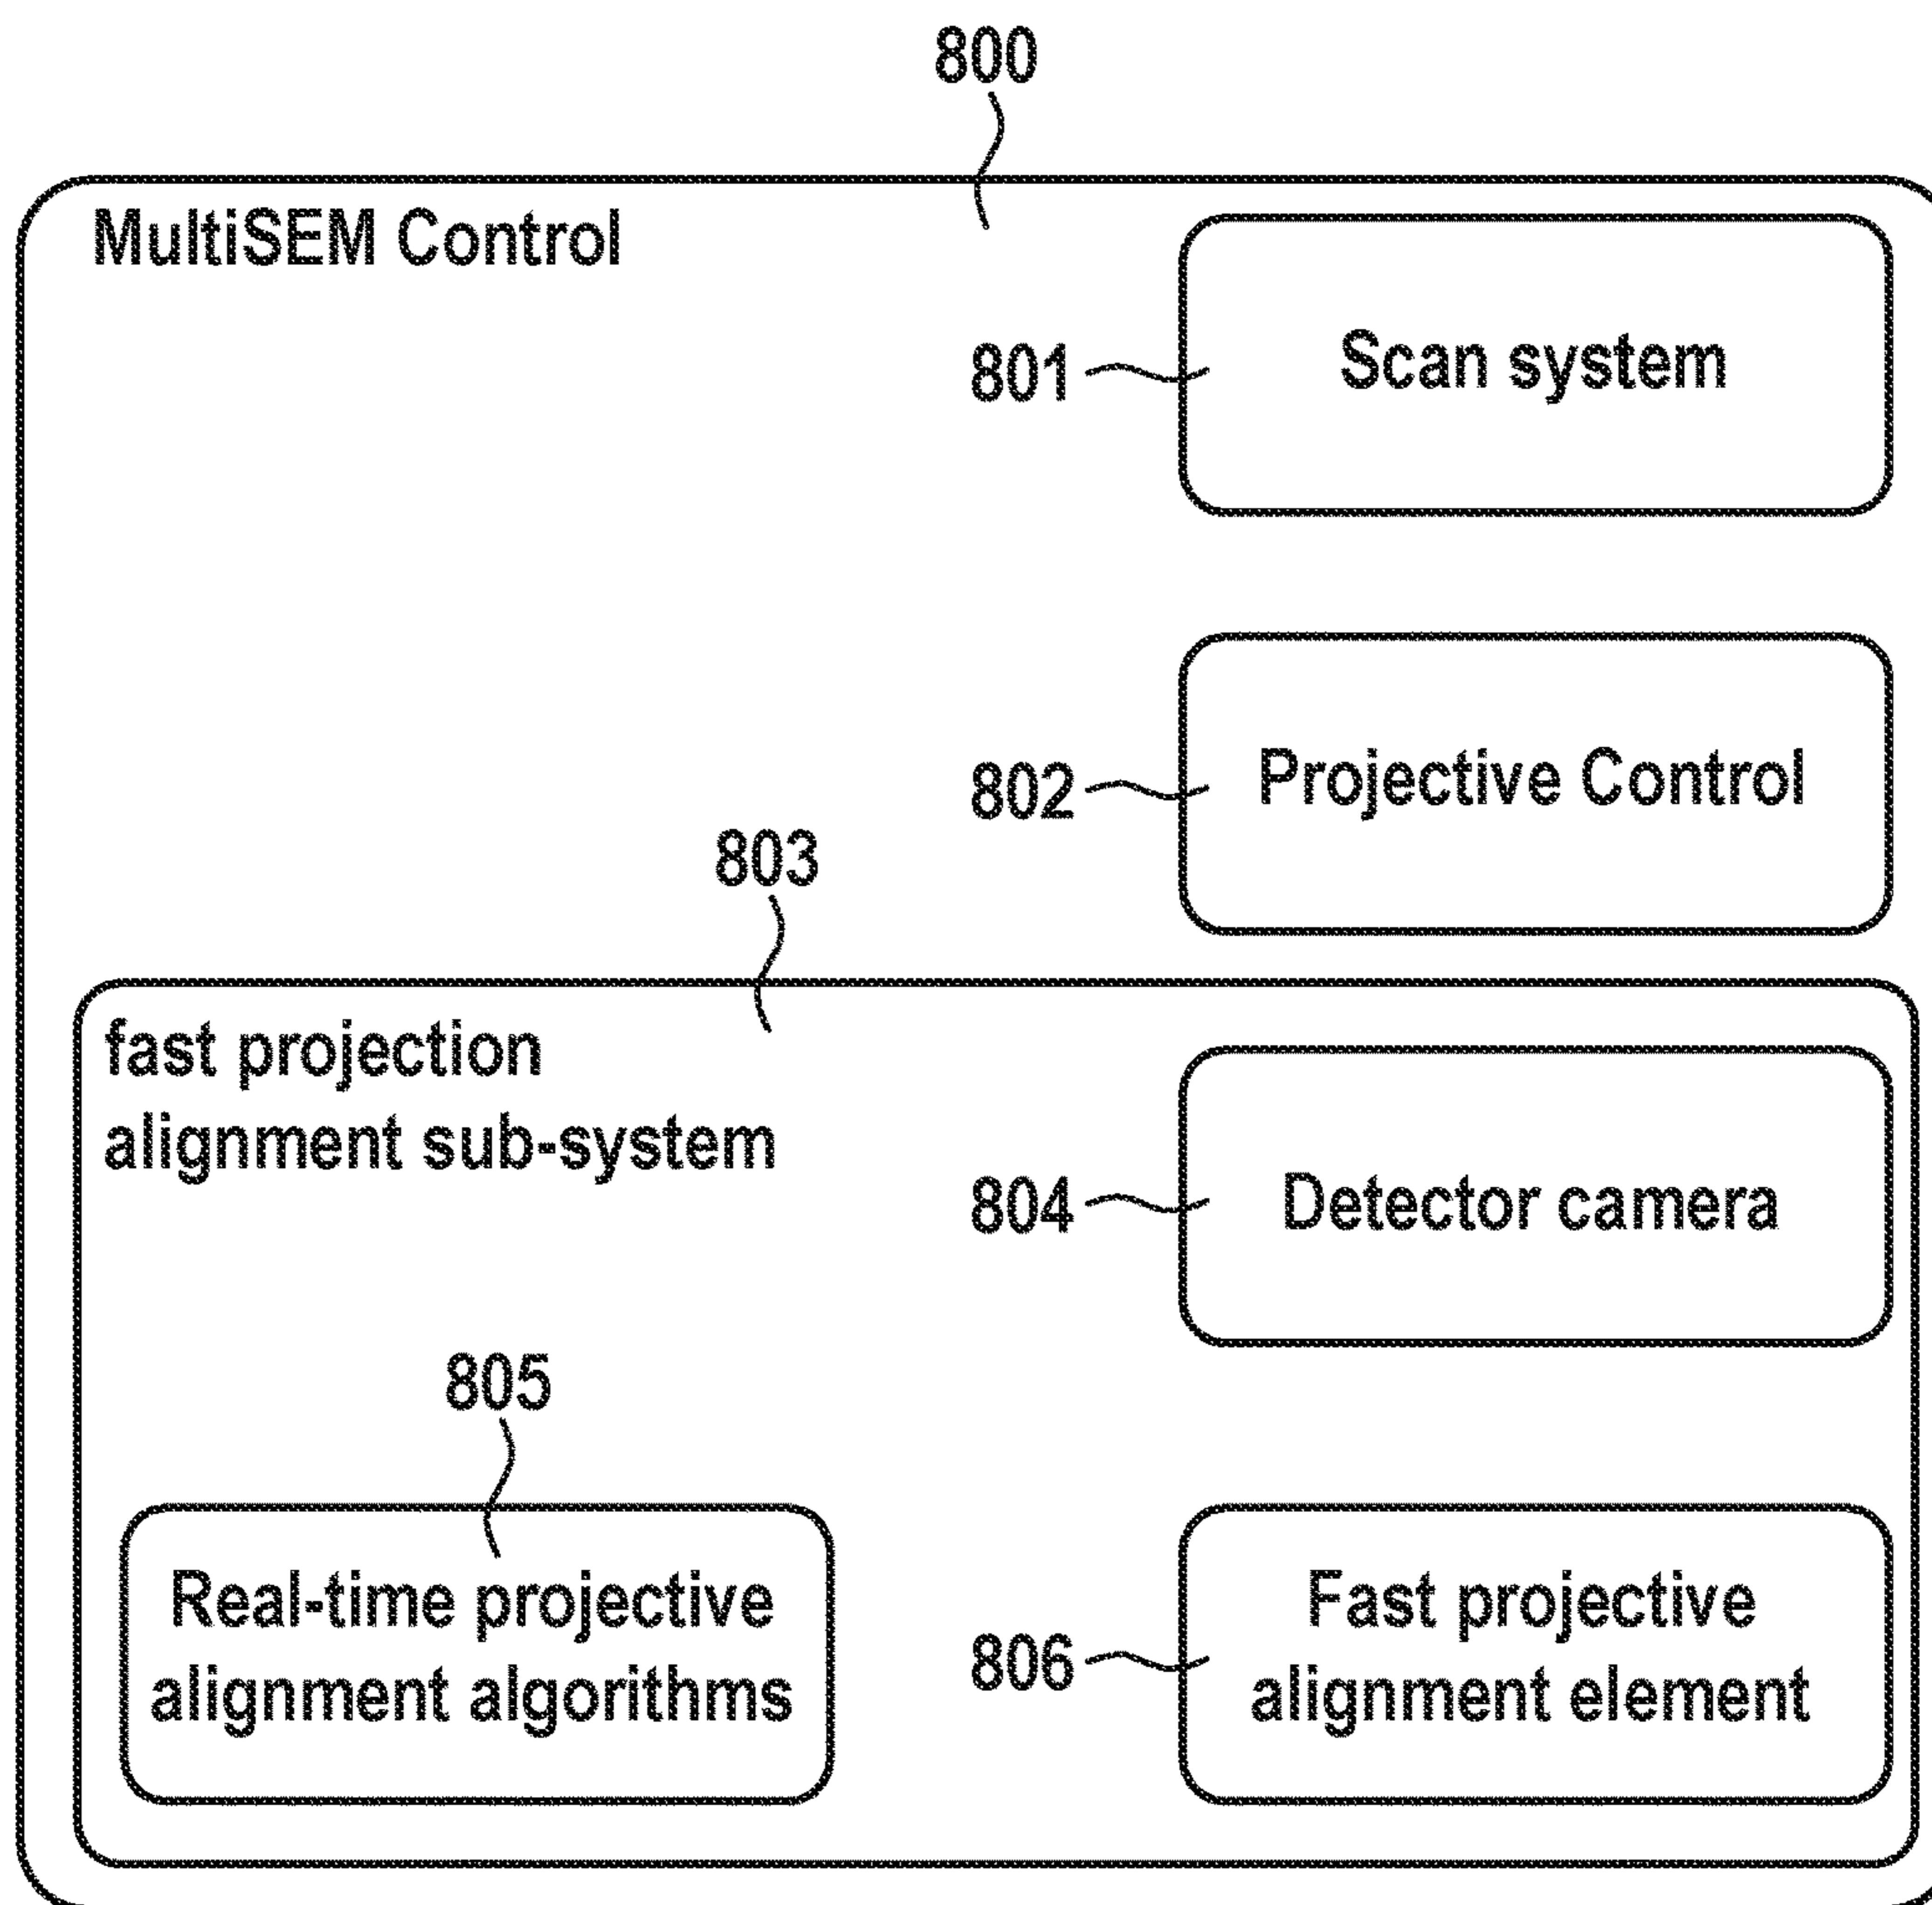 800
MultiSEM Control
801
Scan system
802
Projective Control
803
fast projection
alignment sub-system
804
Detector camera
805
Real-time projective
alignment algorithms
806
Fast projective
alignment element